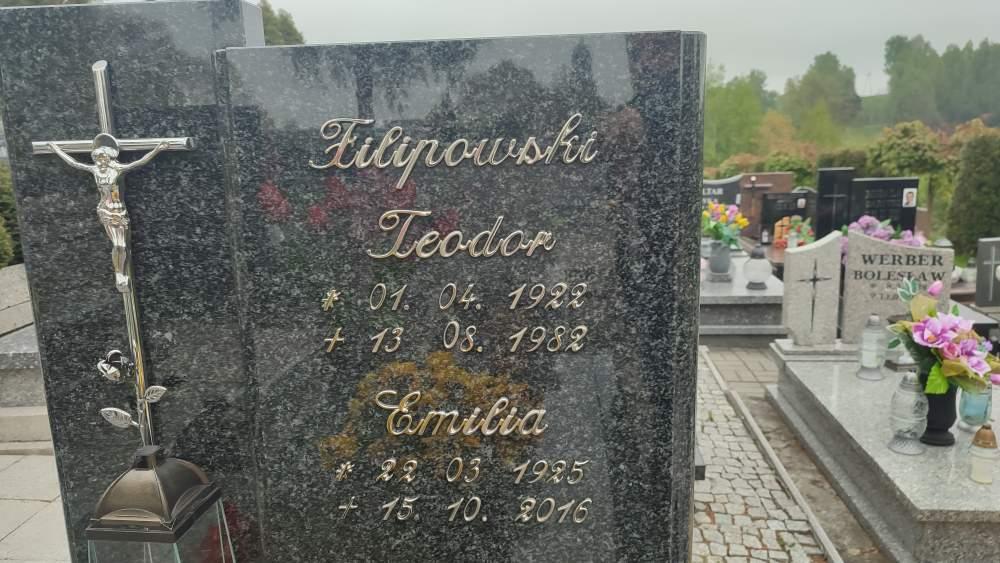 Filipowski
Teodor
* 01. 04. 1922
+ 13. 08. 1982
Emilia
* 22. 03. 1925
+ 15. 10. 2016
WERBER
BOLESŁAW